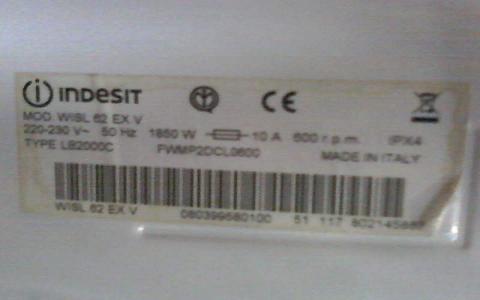 indesit
MOD. WISL 62 EX V
220-230 V~ 50 Hz 1850 W 10 A 600 r.p.m. IPX4
TYPE LB2000C FWMP2DCL0600 MADE IN ITALY
WISL 62 EX V 080399580100 51 117